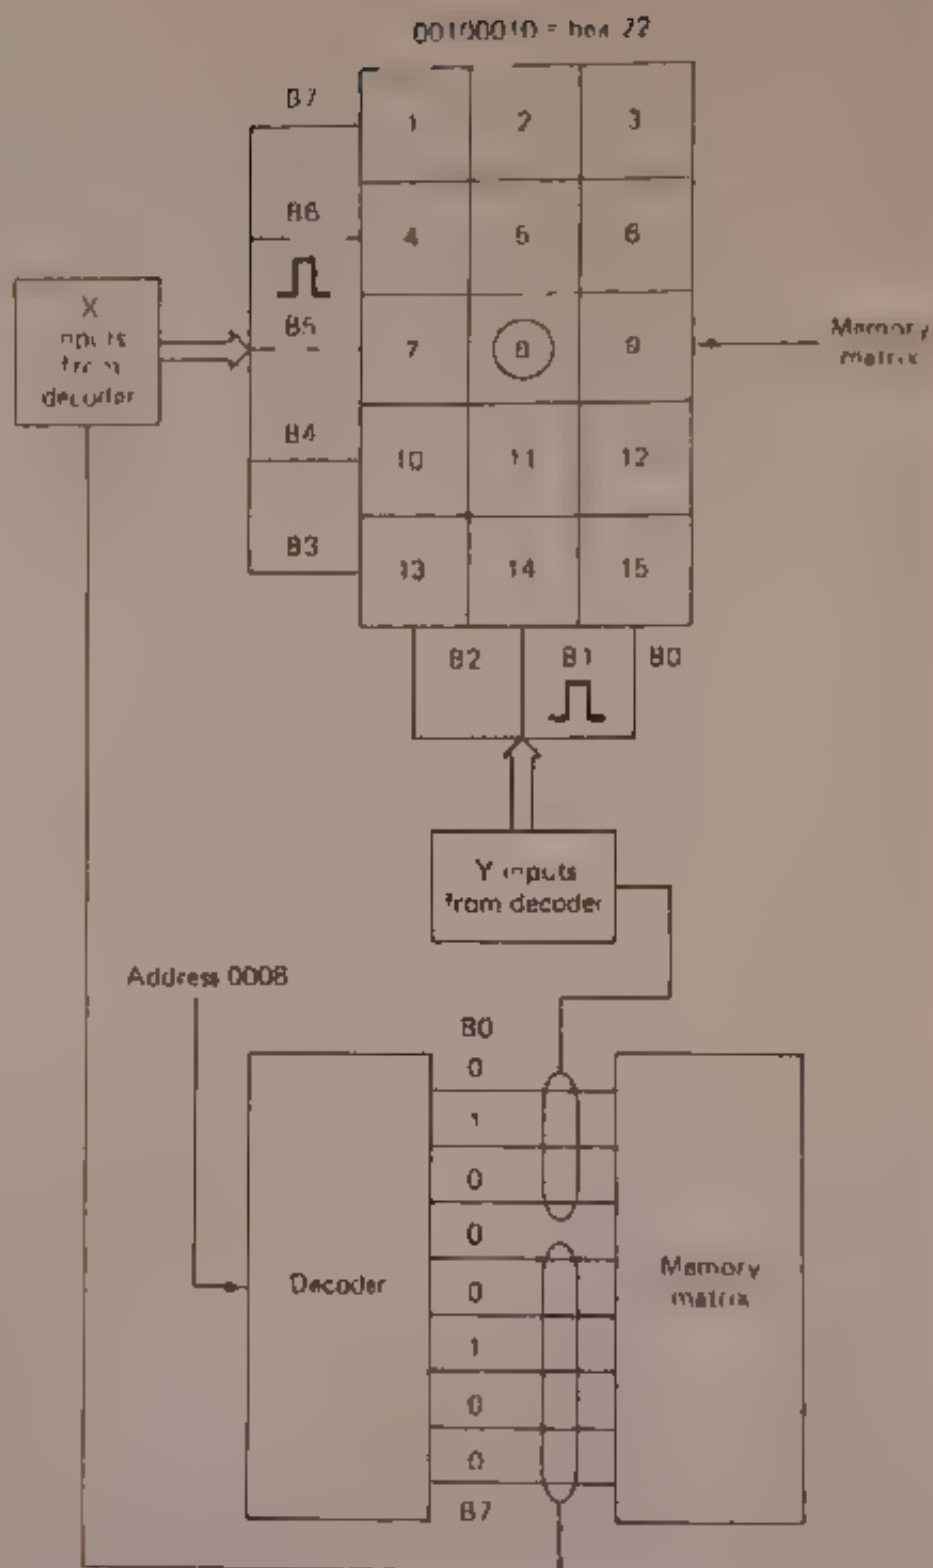 00100010 = hex 22
B7
1 2 3
B6
4 5 6
X
inputs
from
decoder
B5
7 8 9
Memory
matrix
B4
10 11 12
B3
13 14 15
B2 B1 B0
Y inputs
from decoder
Address 0008
B0
0
1
0
0
0
1
0
0
B7
Decoder
Memory
matrix